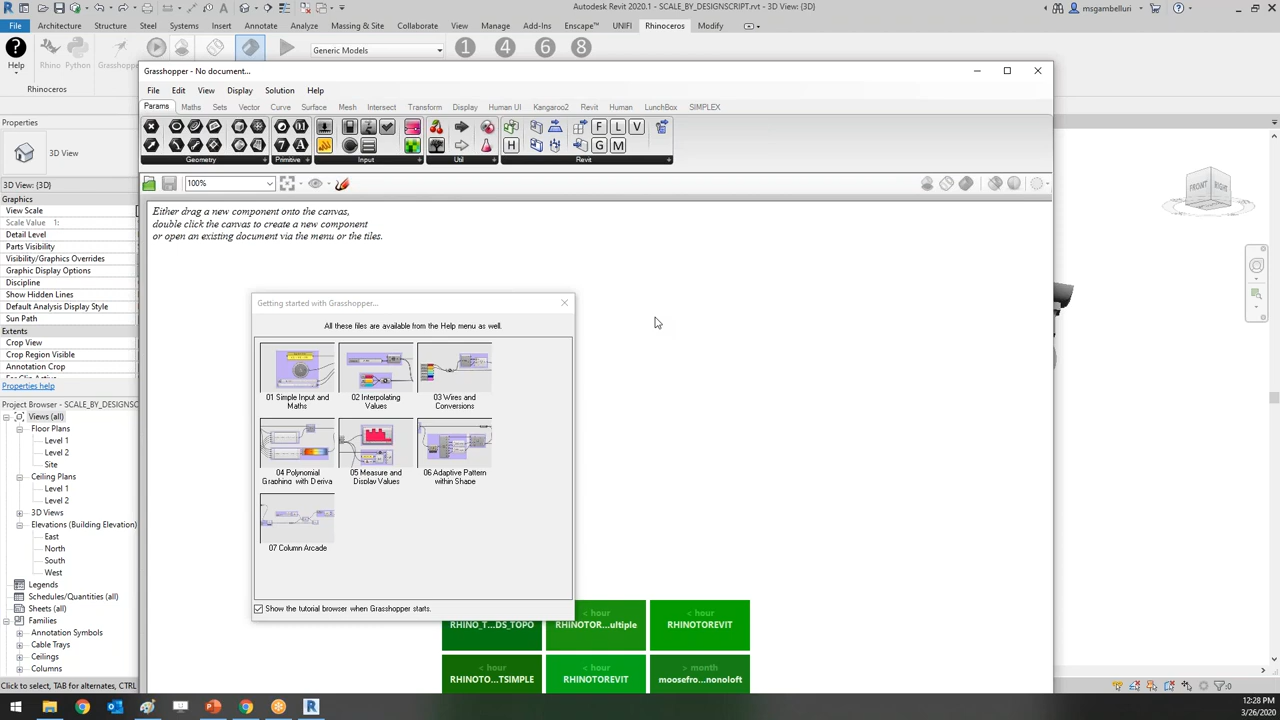 Autodesk Revit 2020.1 - SCALE_BY_DESIGNSCRIPT.rvt - 3D View: {3D}
msgambelluri
File Architecture Structure Steel Systems Insert Annotate Analyze Massing & Site Collaborate View Manage Add-Ins Enscape™ UNIFI Rhinoceros Modify
Help Rhino Python Grasshopp
Generic Models
1 4 6 8
Rhinoceros
Grasshopper - No document...
File Edit View Display Solution Help
Params Maths Sets Vector Curve Surface Mesh Intersect Transform Display Human UI Kangaroo2 Revit Human LunchBox SIMPLEX
Geometry Primitive Input Util Revit
100%
Either drag a new component onto the canvas,
double click the canvas to create a new component
or open an existing document via the menu or the tiles.
Properties
3D View
3D View: {3D}
Graphics
View Scale
Scale Value 1:
Detail Level
Parts Visibility
Visibility/Graphics Overrides
Graphic Display Options
Discipline
Show Hidden Lines
Default Analysis Display Style
Sun Path
Extents
Crop View
Crop Region Visible
Annotation Crop
Properties help
Project Browser - SCALE_BY_DESIGNSC
Views (all)
Floor Plans
Level 1
Level 2
Site
Ceiling Plans
Level 1
Level 2
3D Views
Elevations (Building Elevation)
East
North
South
West
Legends
Schedules/Quantities (all)
Sheets (all)
Families
Annotation Symbols
Cable Trays
Ceilings
Columns
Click to select, TAB for alternates, CTRL
Getting started with Grasshopper...
All these files are available from the Help menu as well.
01 Simple Input and
Maths
02 Interpolating
Values
03 Wires and
Conversions
04 Polynomial
Graphing with Deriva
05 Measure and
Display Values
06 Adaptive Pattern
within Shape
07 Column Arcade
Show the tutorial browser when Grasshopper starts.
RHINO_T...DS_TOPO
< hour
RHINOTOR...ultiple
< hour
RHINOTOREVIT
< hour
RHINOTO...TSIMPLE
< hour
RHINOTOREVIT
> month
moosefro...nonoloft
FRONT RIGHT
:0
12:28 PM
3/26/2020